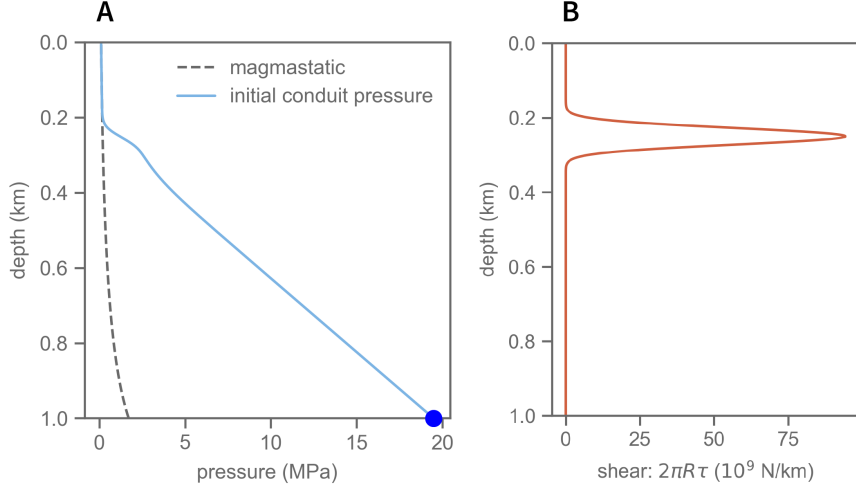 A
0.0
0.2
0.4
0.6
0.8
1.0
depth (km)
magmastatic
initial conduit pressure
0
5
10
15
20
pressure (MPa)
B
0.0
0.2
0.4
0.6
0.8
1.0
depth (km)
0
25
50
75
shear: 2πRτ (10⁹ N/km)